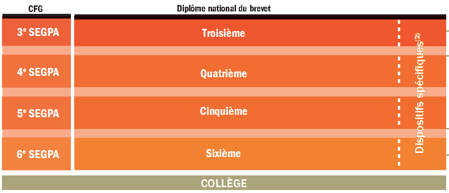 CFG
Diplôme national du brevet
3e SEGPA
Troisième
4e SEGPA
Quatrième
5e SEGPA
Cinquième
6e SEGPA
Sixième
Dispositifs spécifiques(2)
COLLÈGE